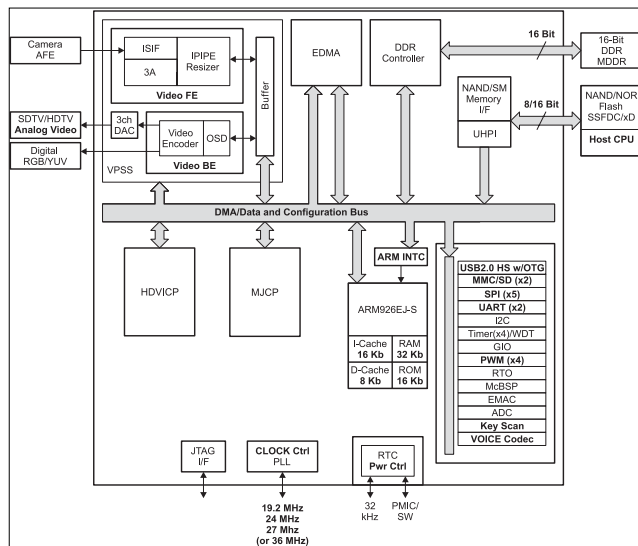 Camera
AFE
ISIF
3A
IPIPE
Resizer
Video FE
Buffer
EDMA
DDR
Controller
16 Bit
16-Bit
DDR
MDDR
NAND/SM
Memory
I/F
UHPI
8/16 Bit
NAND/NOR
Flash
SSFDC/xD
Host CPU
SDTV/HDTV
Analog Video
3ch
DAC
Video
Encoder
OSD
Video BE
Digital
RGB/YUV
VPSS
DMA/Data and Configuration Bus
HDVICP
MJCP
ARM INTC
ARM926EJ-S
I-Cache
16 Kb
RAM
32 Kb
D-Cache
8 Kb
ROM
16 Kb
USB2.0 HS w/OTG
MMC/SD (x2)
SPI (x5)
UART (x2)
I2C
Timer(x4)/WDT
GIO
PWM (x4)
RTO
McBSP
EMAC
ADC
Key Scan
VOICE Codec
JTAG
I/F
CLOCK Ctrl
PLL
RTC
Pwr Ctrl
19.2 MHz
24 MHz
27 Mhz
(or 36 MHz)
32
kHz
PMIC/
SW